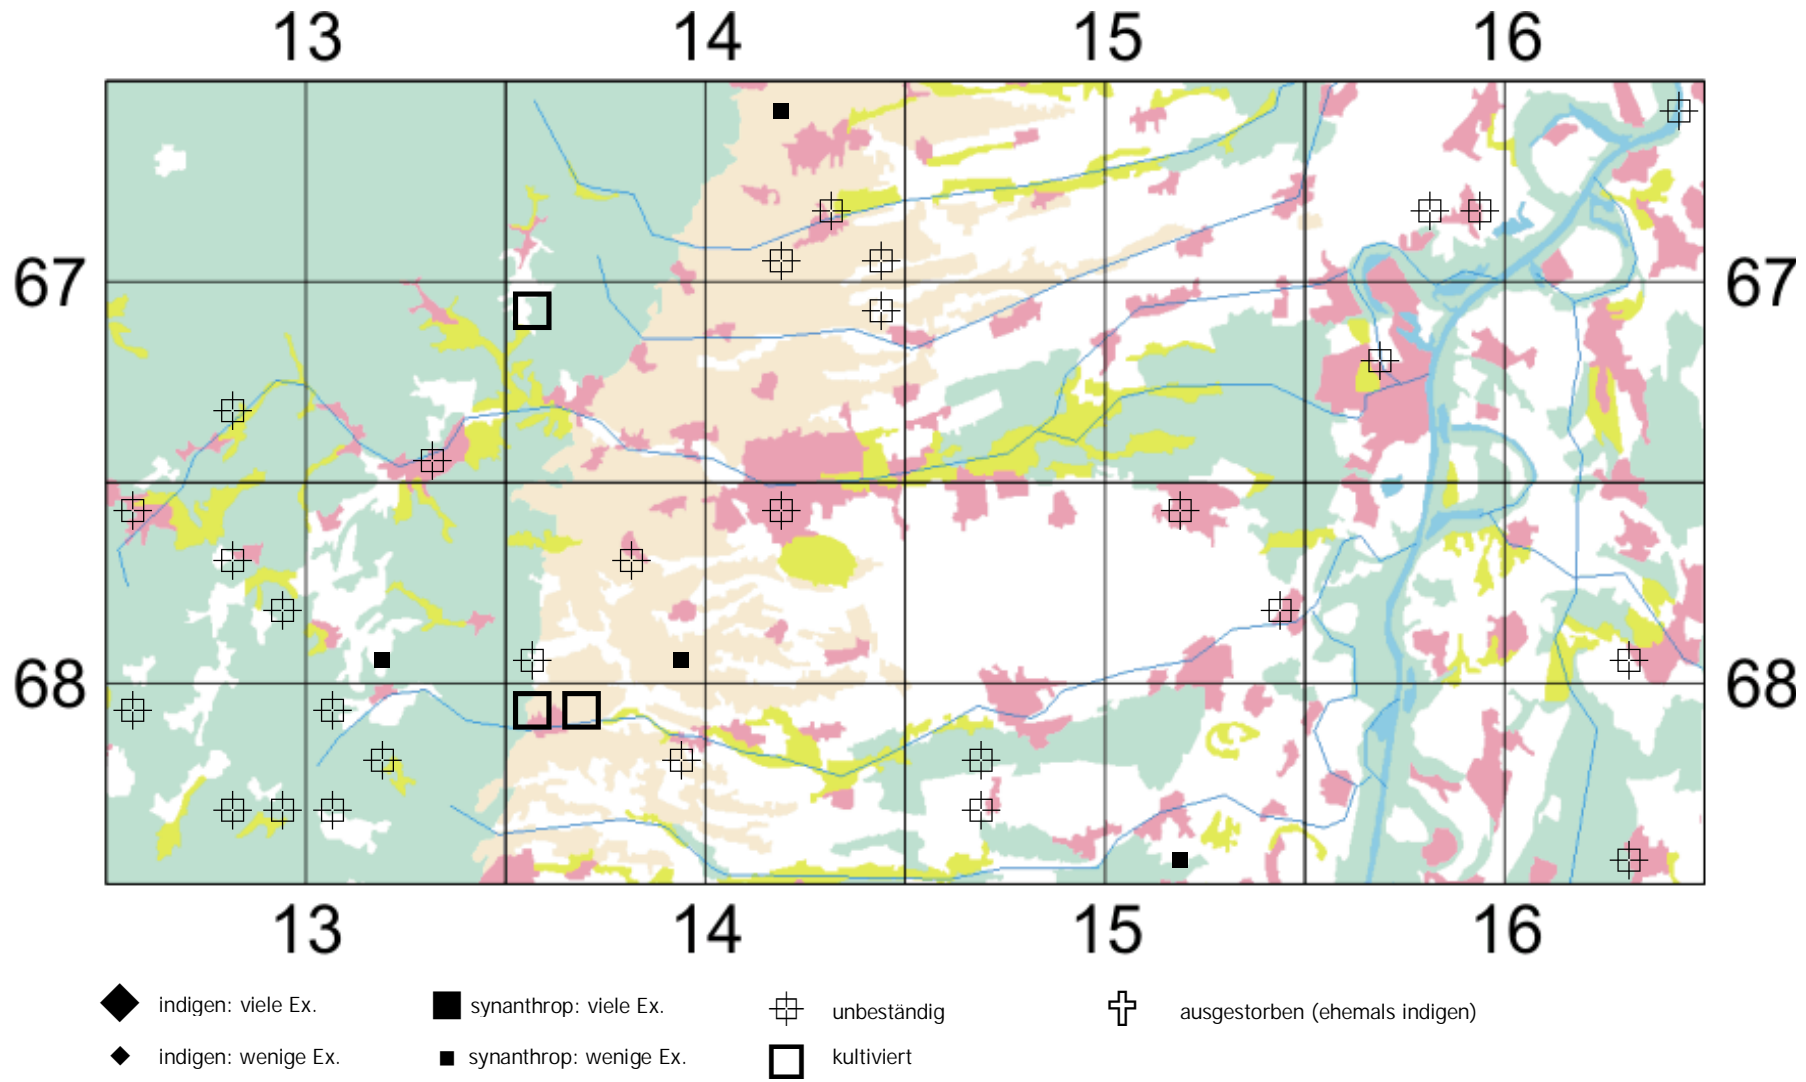 13 14 15 16
67 67
68 68
13 14 15 16
indigen: viele Ex. synanthrop: viele Ex. unbeständig ausgestorben (ehemals indigen)
indigen: wenige Ex. synanthrop: wenige Ex. kultiviert